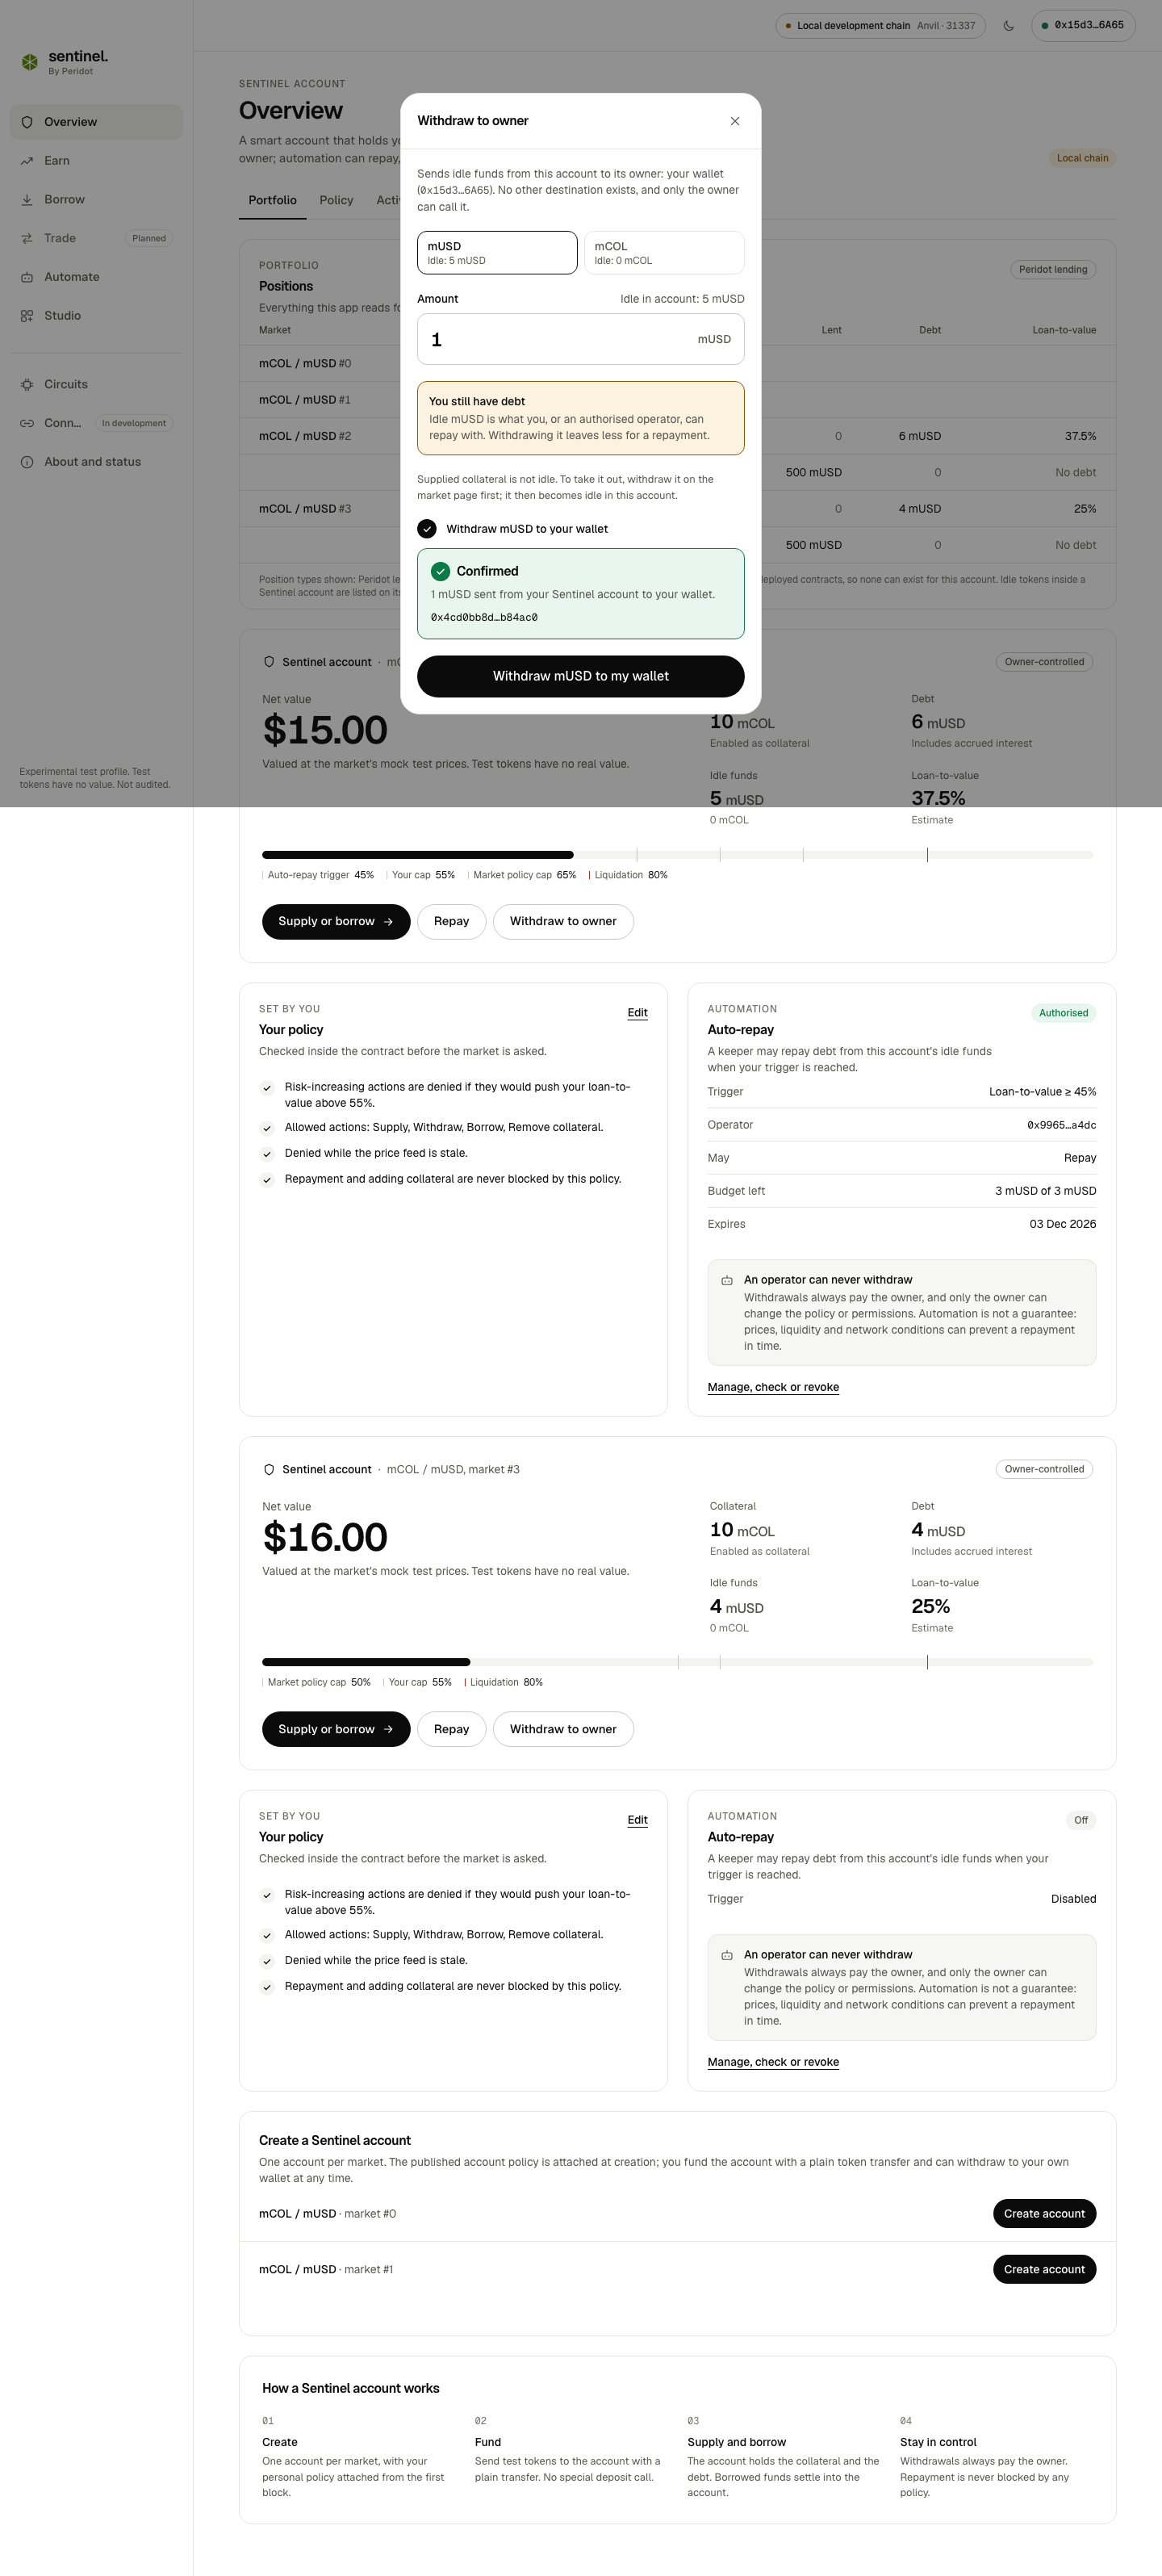 sentinel.
By Peridot
Overview
Earn
Borrow
Trade Planned
Automate
Studio
Circuits
Conn... In development
About and status
Experimental test profile. Test
tokens have no value. Not audited.
Local development chain Anvil · 31337
0x15d3…6A65
SENTINEL ACCOUNT
Overview
A smart account that holds
owner; automation can repay,
Local chain
Portfolio Policy
PORTFOLIO
Positions
Everything this app reads
Peridot lending
Market Lent Debt Loan-to-value
mCOL / mUSD #0
mCOL / mUSD #1
mCOL / mUSD #2 0 6 mUSD 37.5%
500 mUSD 0 No debt
mCOL / mUSD #3 0 4 mUSD 25%
500 mUSD 0 No debt
Position types shown: Peridot
deployed contracts, so none can exist for this account. Idle tokens inside a
Sentinel account are listed on
Withdraw to owner
Sends idle funds from this account to its owner: your wallet
(0x15d3…6A65). No other destination exists, and only the owner
can call it.
mUSD
Idle: 5 mUSD
mCOL
Idle: 0 mCOL
Amount Idle in account: 5 mUSD
1 mUSD
You still have debt
Idle mUSD is what you, or an authorised operator, can
repay with. Withdrawing it leaves less for a repayment.
Supplied collateral is not idle. To take it out, withdraw it on the
market page first; it then becomes idle in this account.
Withdraw mUSD to your wallet
Confirmed
1 mUSD sent from your Sentinel account to your wallet.
0x4cd0bb8d…b84ac0
Withdraw mUSD to my wallet
Sentinel account ·
Owner-controlled
Net value
$15.00
Valued at the market's mock test prices. Test tokens have no real value.
10 mCOL
Enabled as collateral
Debt
6 mUSD
Includes accrued interest
Idle funds
5 mUSD
0 mCOL
Loan-to-value
37.5%
Estimate
Auto-repay trigger 45% Your cap 55% Market policy cap 65% Liquidation 80%
Supply or borrow → Repay Withdraw to owner
SET BY YOU
Edit
Your policy
Checked inside the contract before the market is asked.
Risk-increasing actions are denied if they would push your loan-to-
value above 55%.
Allowed actions: Supply, Withdraw, Borrow, Remove collateral.
Denied while the price feed is stale.
Repayment and adding collateral are never blocked by this policy.
AUTOMATION
Authorised
Auto-repay
A keeper may repay debt from this account's idle funds
when your trigger is reached.
Trigger Loan-to-value ≥ 45%
Operator 0x9965…a4dc
May Repay
Budget left 3 mUSD of 3 mUSD
Expires 03 Dec 2026
An operator can never withdraw
Withdrawals always pay the owner, and only the owner can
change the policy or permissions. Automation is not a guarantee:
prices, liquidity and network conditions can prevent a repayment
in time.
Manage, check or revoke
Sentinel account · mCOL / mUSD, market #3
Owner-controlled
Net value
$16.00
Valued at the market's mock test prices. Test tokens have no real value.
Collateral
10 mCOL
Enabled as collateral
Debt
4 mUSD
Includes accrued interest
Idle funds
4 mUSD
0 mCOL
Loan-to-value
25%
Estimate
Market policy cap 50% Your cap 55% Liquidation 80%
Supply or borrow → Repay Withdraw to owner
SET BY YOU
Edit
Your policy
Checked inside the contract before the market is asked.
Risk-increasing actions are denied if they would push your loan-to-
value above 55%.
Allowed actions: Supply, Withdraw, Borrow, Remove collateral.
Denied while the price feed is stale.
Repayment and adding collateral are never blocked by this policy.
AUTOMATION
Off
Auto-repay
A keeper may repay debt from this account's idle funds when your
trigger is reached.
Trigger Disabled
An operator can never withdraw
Withdrawals always pay the owner, and only the owner can
change the policy or permissions. Automation is not a guarantee:
prices, liquidity and network conditions can prevent a repayment
in time.
Manage, check or revoke
Create a Sentinel account
One account per market. The published account policy is attached at creation; you fund the account with a plain token transfer and can withdraw to your own
wallet at any time.
mCOL / mUSD · market #0 Create account
mCOL / mUSD · market #1 Create account
How a Sentinel account works
01
Create
One account per market, with your
personal policy attached from the first
block.
02
Fund
Send test tokens to the account with a
plain transfer. No special deposit call.
03
Supply and borrow
The account holds the collateral and the
debt. Borrowed funds settle into the
account.
04
Stay in control
Withdrawals always pay the owner.
Repayment is never blocked by any
policy.